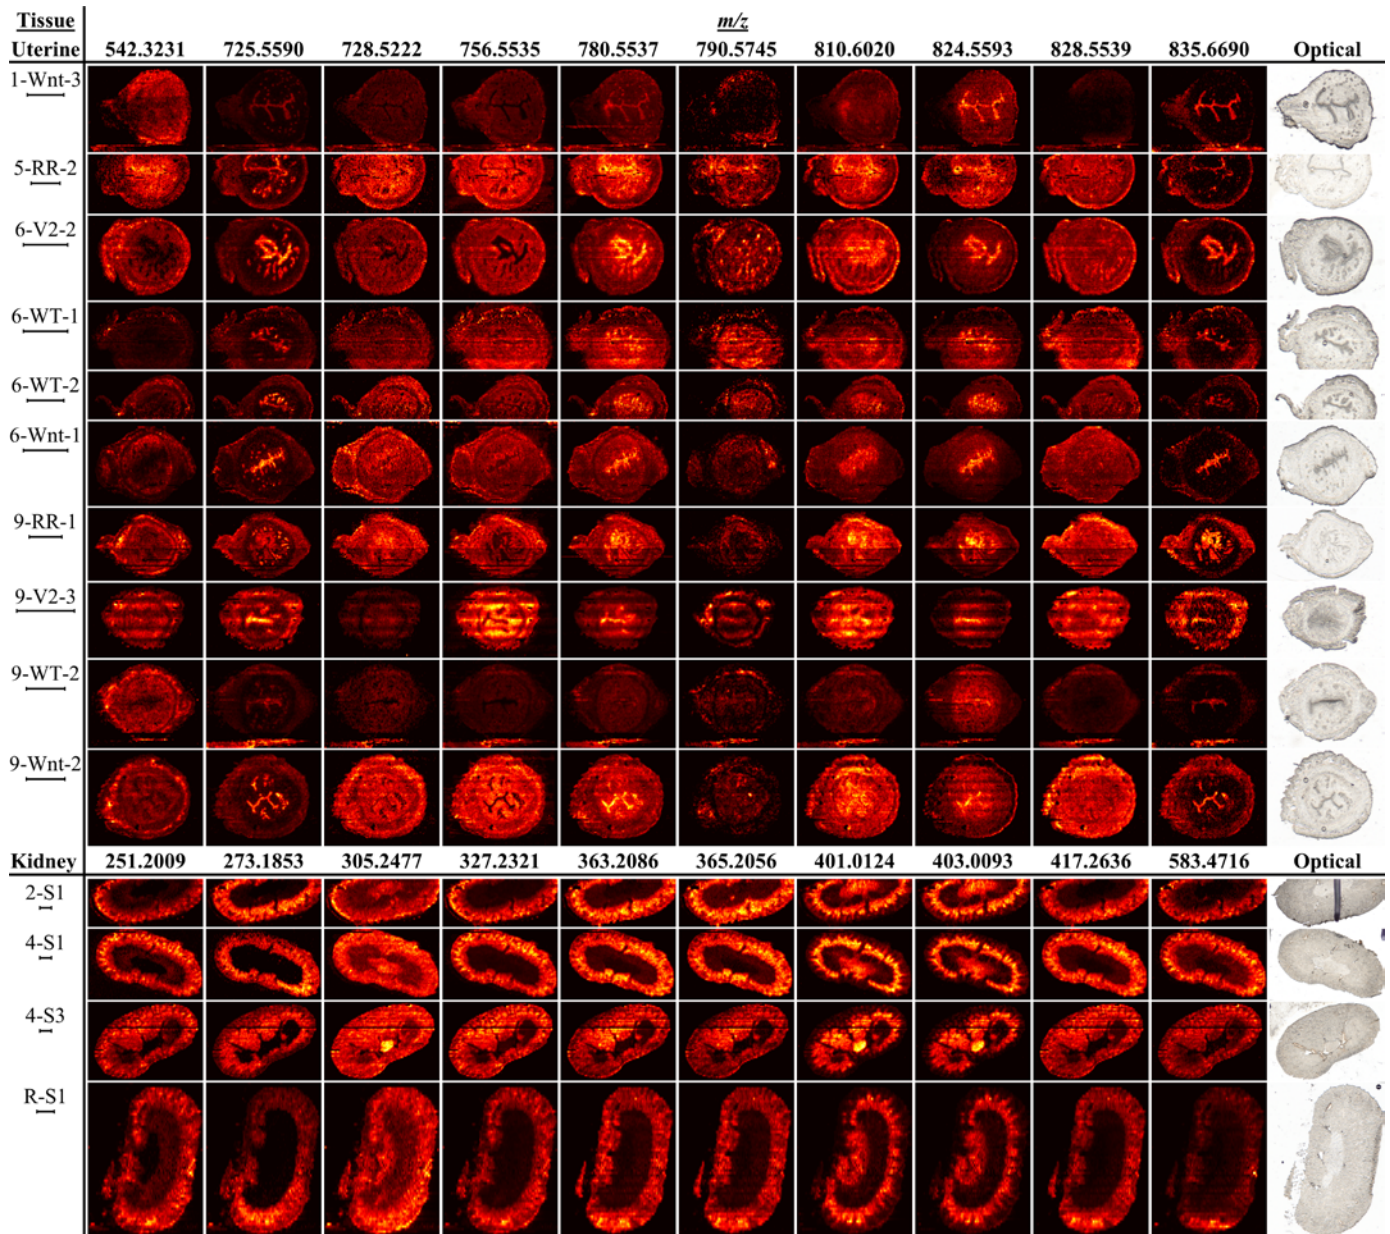 Tissue m/z
Uterine 542.3231 725.5590 728.5222 756.5535 780.5537 790.5745 810.6020 824.5593 828.5539 835.6690 Optical
1-Wnt-3
5-RR-2
6-V2-2
6-WT-1
6-WT-2
6-Wnt-1
9-RR-1
9-V2-3
9-WT-2
9-Wnt-2
Kidney 251.2009 273.1853 305.2477 327.2321 363.2086 365.2056 401.0124 403.0093 417.2636 583.4716 Optical
2-S1
4-S1
4-S3
R-S1